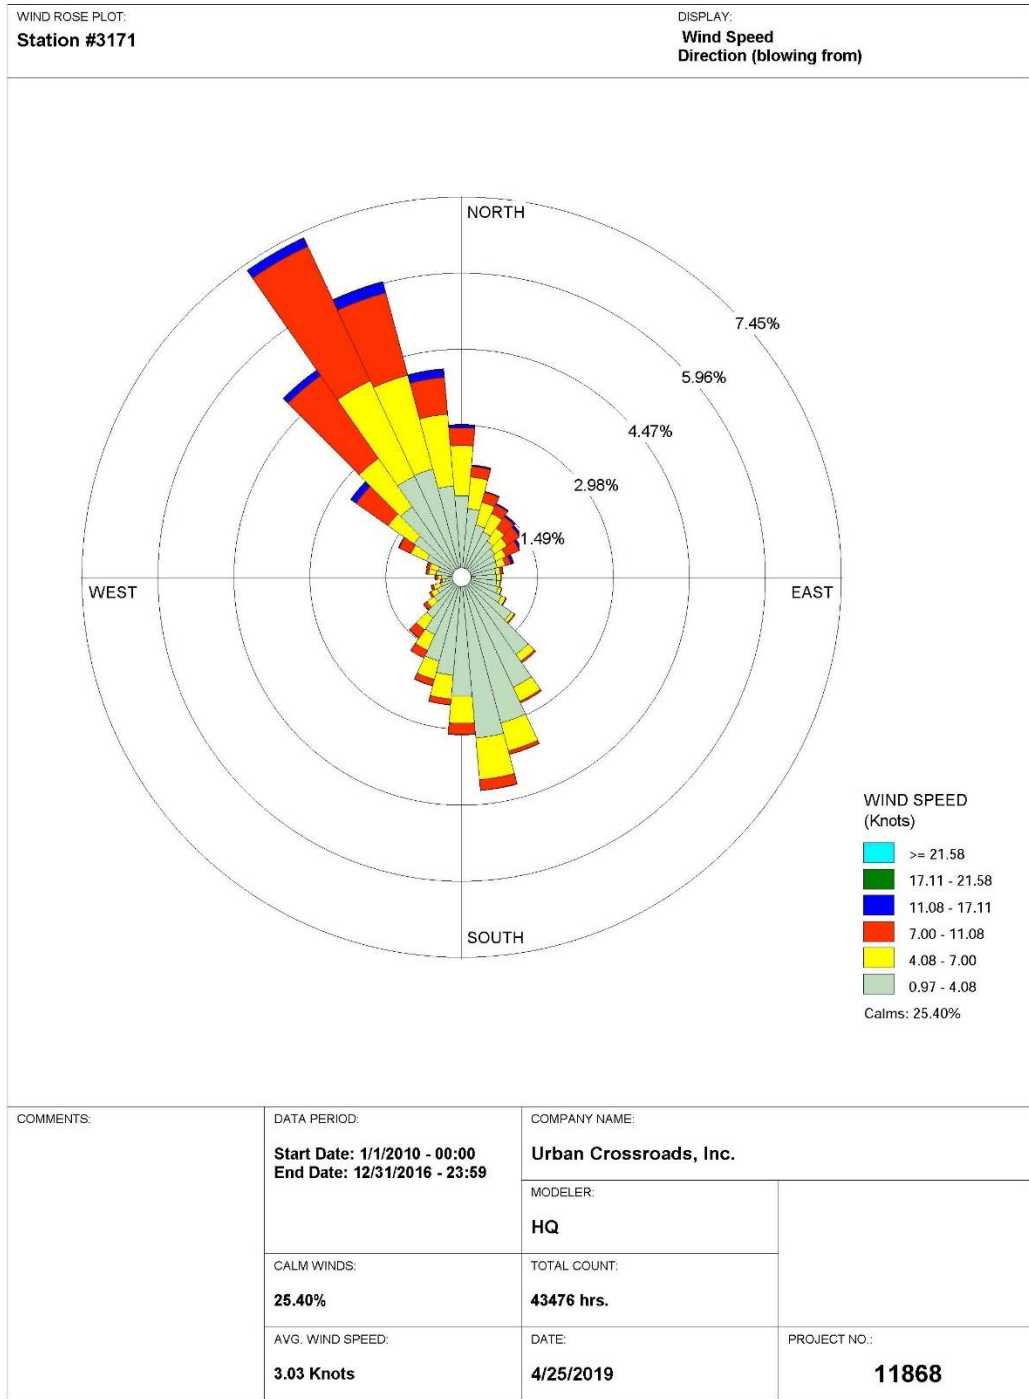 WIND ROSE PLOT:
Station #3171
DISPLAY:
Wind Speed
Direction (blowing from)
NORTH
7.45%
5.96%
4.47%
2.98%
1.49%
WEST
EAST
SOUTH
WIND SPEED
(Knots)
>= 21.58
17.11 - 21.58
11.08 - 17.11
7.00 - 11.08
4.08 - 7.00
0.97 - 4.08
Calms: 25.40%
COMMENTS:
DATA PERIOD:
Start Date: 1/1/2010 - 00:00
End Date: 12/31/2016 - 23:59
COMPANY NAME:
Urban Crossroads, Inc.
MODELER:
HQ
CALM WINDS:
25.40%
TOTAL COUNT:
43476 hrs.
AVG. WIND SPEED:
3.03 Knots
DATE:
4/25/2019
PROJECT NO.:
11868